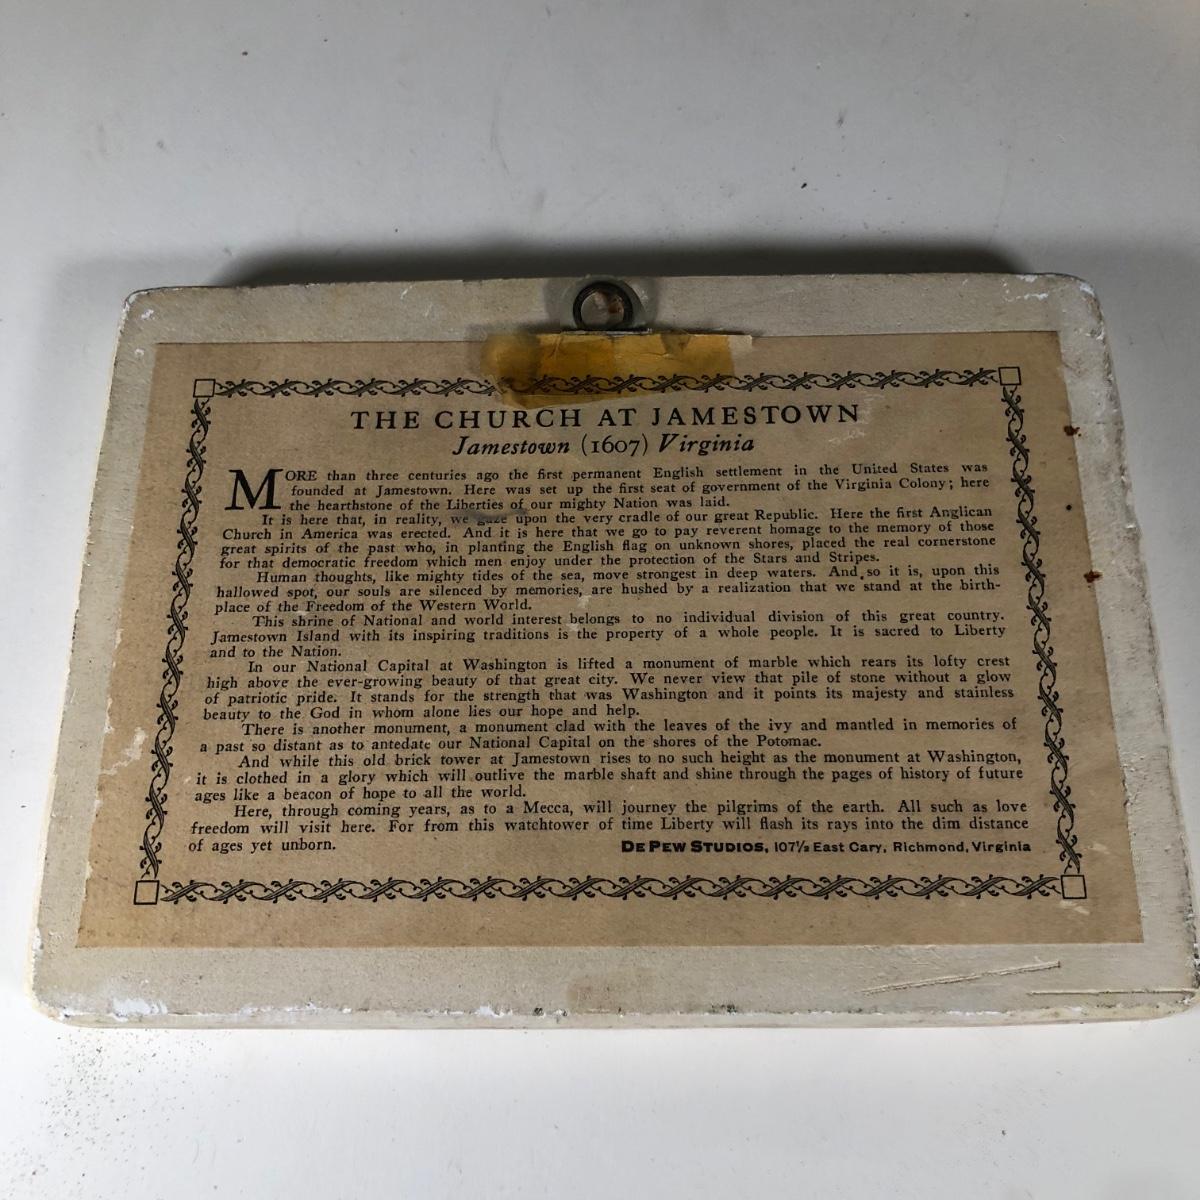 THE CHURCH AT JAMESTOWN
Jamestown (1607) Virginia
MORE than three centuries ago the first permanent English settlement in the United States was
founded at Jamestown. Here was set up the first seat of government of the Virginia Colony; here
the hearthstone of the Liberties of our mighty Nation was laid.
It is here that, in reality, we gaze upon the very cradle of our great Republic. Here the first Anglican
Church in America was erected. And it is here that we go to pay reverent homage to the memory of those
great spirits of the past who, in planting the English flag on unknown shores, placed the real cornerstone
for that democratic freedom which men enjoy under the protection of the Stars and Stripes.
Human thoughts, like mighty tides of the sea, move strongest in deep waters. And so it is, upon this
hallowed spot, our souls are silenced by memories, are hushed by a realization that we stand at the birth-
place of the Freedom of the Western World.
This shrine of National and world interest belongs to no individual division of this great country.
Jamestown Island with its inspiring traditions is the property of a whole people. It is sacred to Liberty
and to the Nation.
In our National Capital at Washington is lifted a monument of marble which rears its lofty crest
high above the ever-growing beauty of that great city. We never view that pile of stone without a glow
of patriotic pride. It stands for the strength that was Washington and it points its majesty and stainless
beauty to the God in whom alone lies our hope and help.
There is another monument, a monument clad with the leaves of the ivy and mantled in memories of
a past so distant as to antedate our National Capital on the shores of the Potomac.
And while this old brick tower at Jamestown rises to no such height as the monument at Washington,
it is clothed in a glory which will outlive the marble shaft and shine through the pages of history of future
ages like a beacon of hope to all the world.
Here, through coming years, as to a Mecca, will journey the pilgrims of the earth. All such as love
freedom will visit here. For from this watchtower of time Liberty will flash its rays into the dim distance
of ages yet unborn. DE PEW STUDIOS, 107½ East Cary, Richmond, Virginia